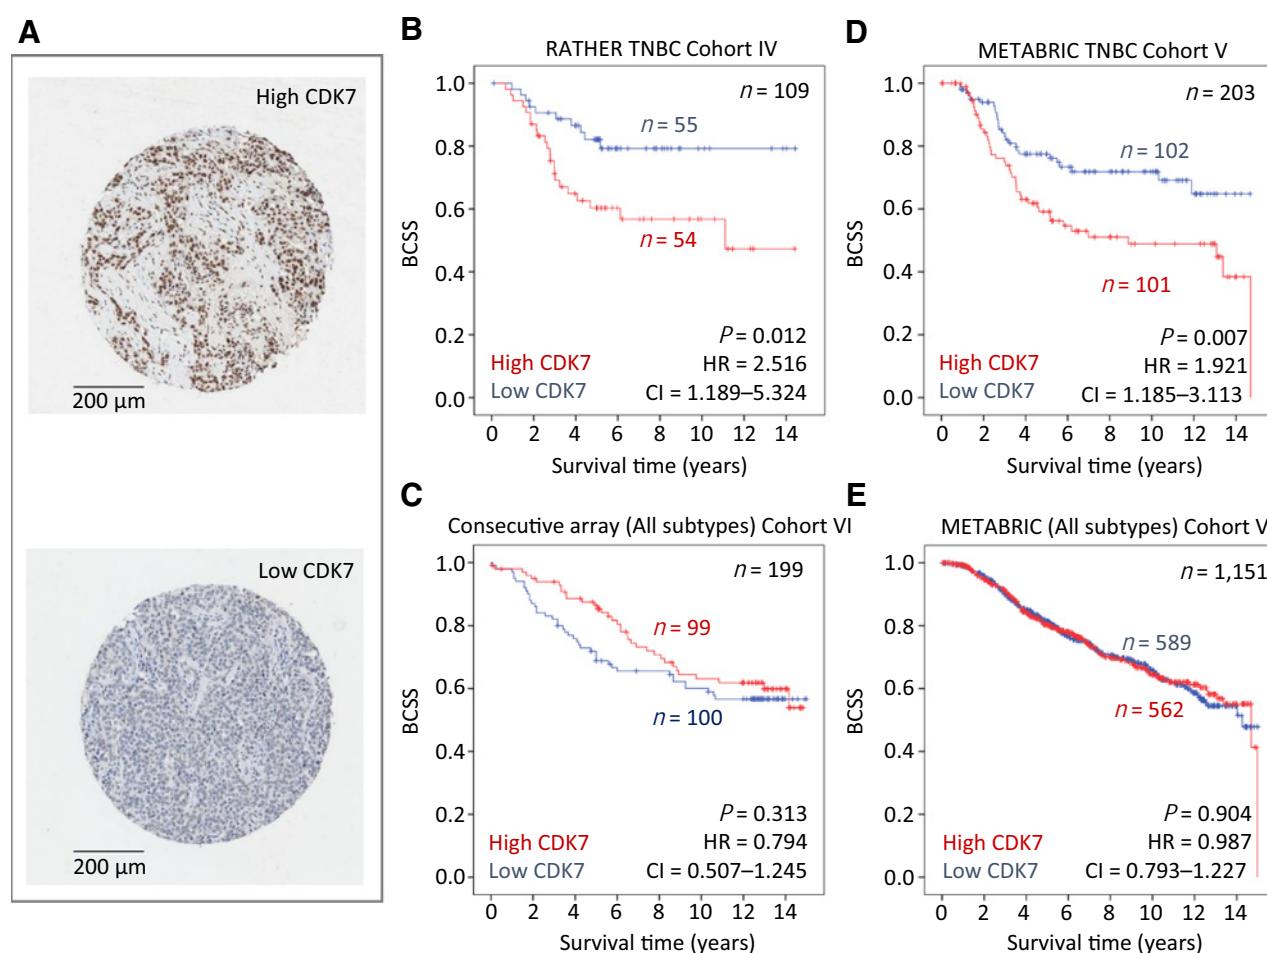 A
High CDK7
200 µm
Low CDK7
200 µm
B
RATHER TNBC Cohort IV
n = 109
n = 55
n = 54
P = 0.012
HR = 2.516
CI = 1.189–5.324
High CDK7
Low CDK7
BCSS
1.0
0.8
0.6
0.4
0.2
0.0
0 2 4 6 8 10 12 14
Survival time (years)
D
METABRIC TNBC Cohort V
n = 203
n = 102
n = 101
P = 0.007
HR = 1.921
CI = 1.185–3.113
High CDK7
Low CDK7
BCSS
1.0
0.8
0.6
0.4
0.2
0.0
0 2 4 6 8 10 12 14
Survival time (years)
C
Consecutive array (All subtypes) Cohort VI
n = 199
n = 99
n = 100
P = 0.313
HR = 0.794
CI = 0.507–1.245
High CDK7
Low CDK7
BCSS
1.0
0.8
0.6
0.4
0.2
0.0
0 2 4 6 8 10 12 14
Survival time (years)
E
METABRIC (All subtypes) Cohort V
n = 1,151
n = 589
n = 562
P = 0.904
HR = 0.987
CI = 0.793–1.227
High CDK7
Low CDK7
BCSS
1.0
0.8
0.6
0.4
0.2
0.0
0 2 4 6 8 10 12 14
Survival time (years)